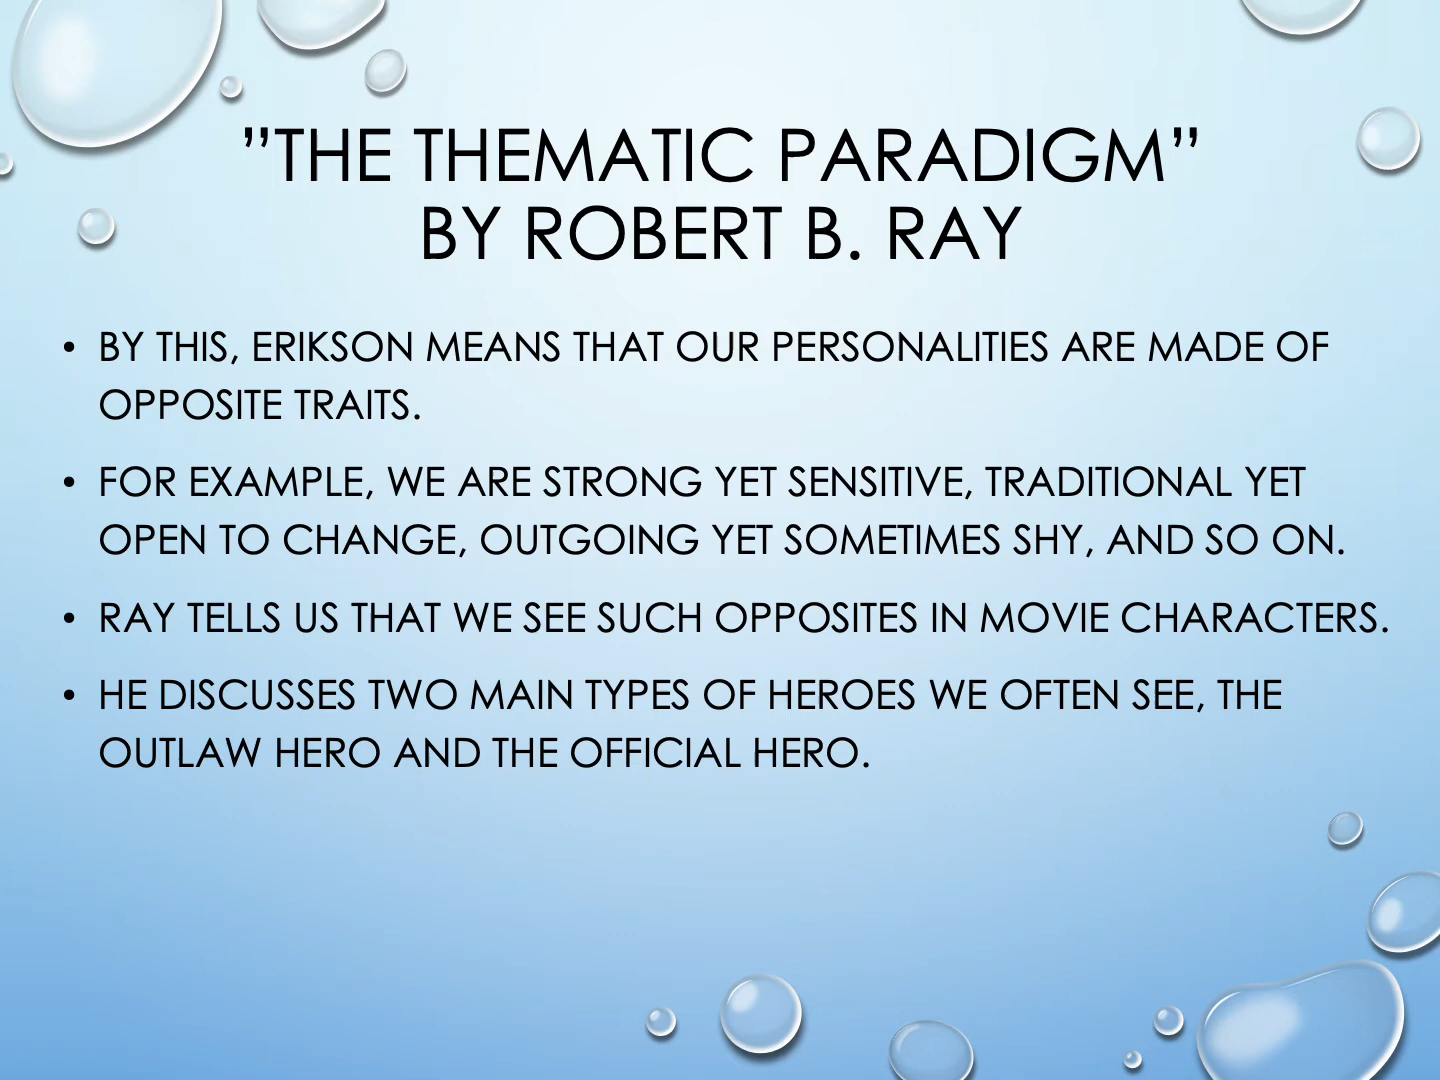 ”THE THEMATIC PARADIGM”
BY ROBERT B. RAY
• BY THIS, ERIKSON MEANS THAT OUR PERSONALITIES ARE MADE OF
OPPOSITE TRAITS.
• FOR EXAMPLE, WE ARE STRONG YET SENSITIVE, TRADITIONAL YET
OPEN TO CHANGE, OUTGOING YET SOMETIMES SHY, AND SO ON.
• RAY TELLS US THAT WE SEE SUCH OPPOSITES IN MOVIE CHARACTERS.
• HE DISCUSSES TWO MAIN TYPES OF HEROES WE OFTEN SEE, THE
OUTLAW HERO AND THE OFFICIAL HERO.